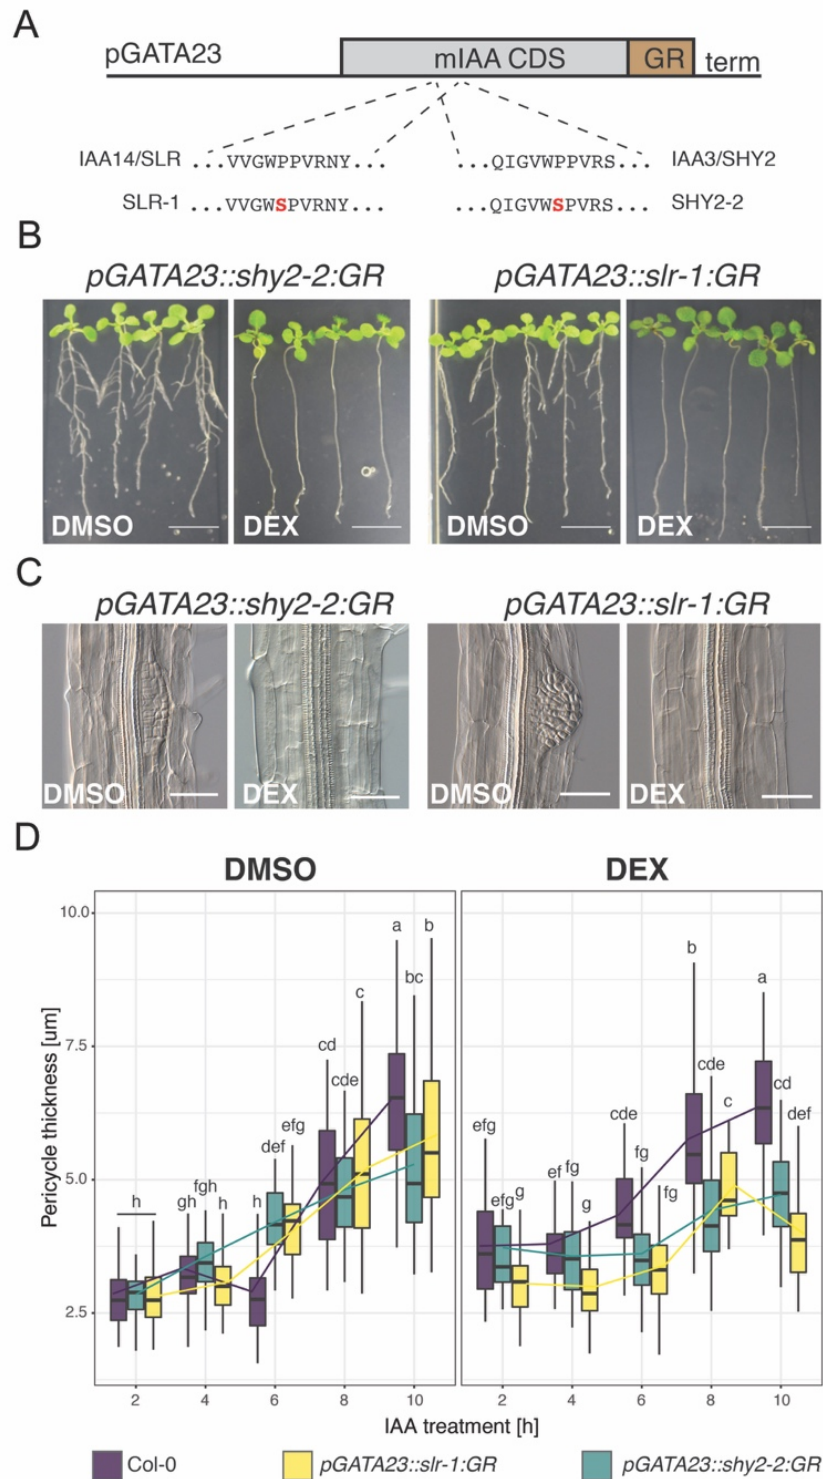 A
pGATA23 mIAA CDS GR term
IAA14/SLR ...VVGWPPVRNY... ...QIGVWPPVRS... IAA3/SHY2
SLR-1 ...VVGWSPVRNY... ...QIGVWSPVRS... SHY2-2
B
pGATA23::shy2-2:GR pGATA23::slr-1:GR
DMSO DEX DMSO DEX
C
pGATA23::shy2-2:GR pGATA23::slr-1:GR
DMSO DEX DMSO DEX
D
DMSO DEX
Pericycle thickness [um]
10.0
7.5
5.0
2.5
h gh fgh h h def efg cd cde c a bc b
efg efg g ef fg g cde fg fg b cde c a cd def
2 4 6 8 10 2 4 6 8 10
IAA treatment [h]
Col-0 pGATA23::slr-1:GR pGATA23::shy2-2:GR